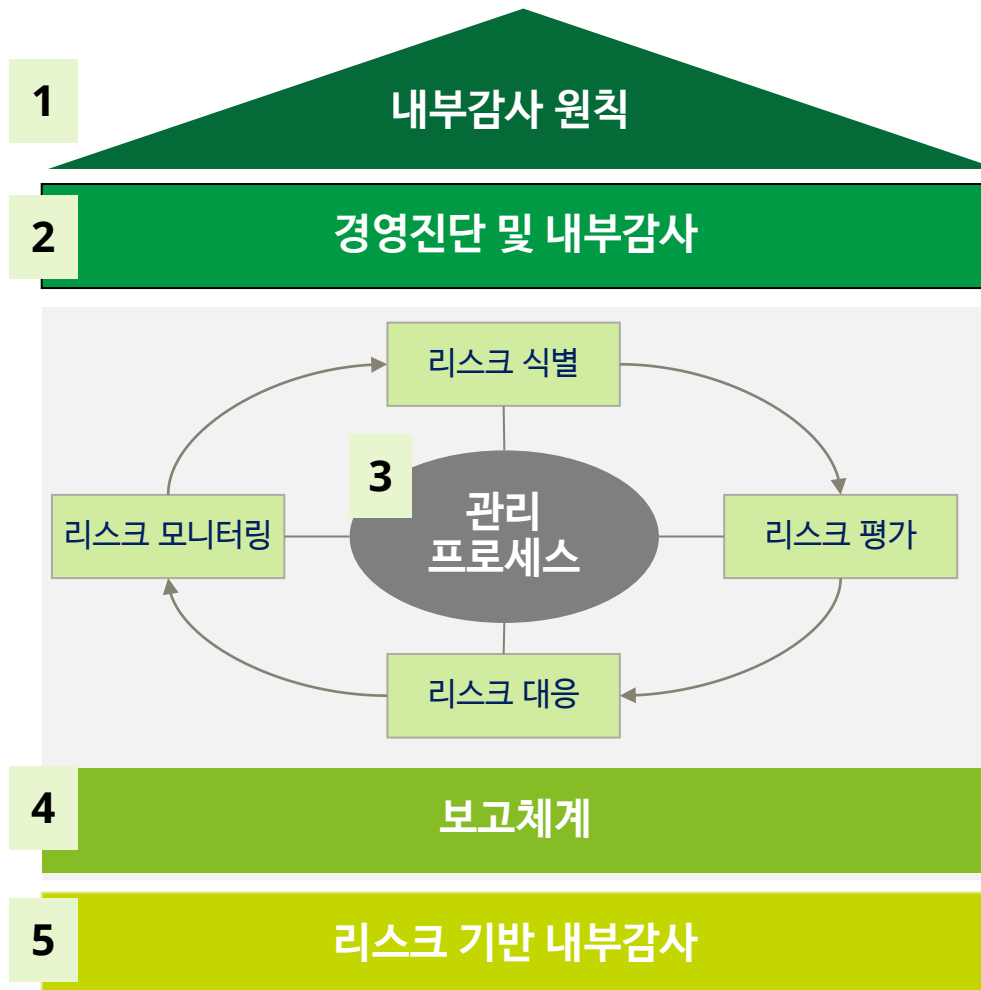 1
내부감사 원칙
2
경영진단 및 내부감사
리스크 식별
3
관리
프로세스
리스크 모니터링
리스크 평가
리스크 대응
4
보고체계
5
리스크 기반 내부감사